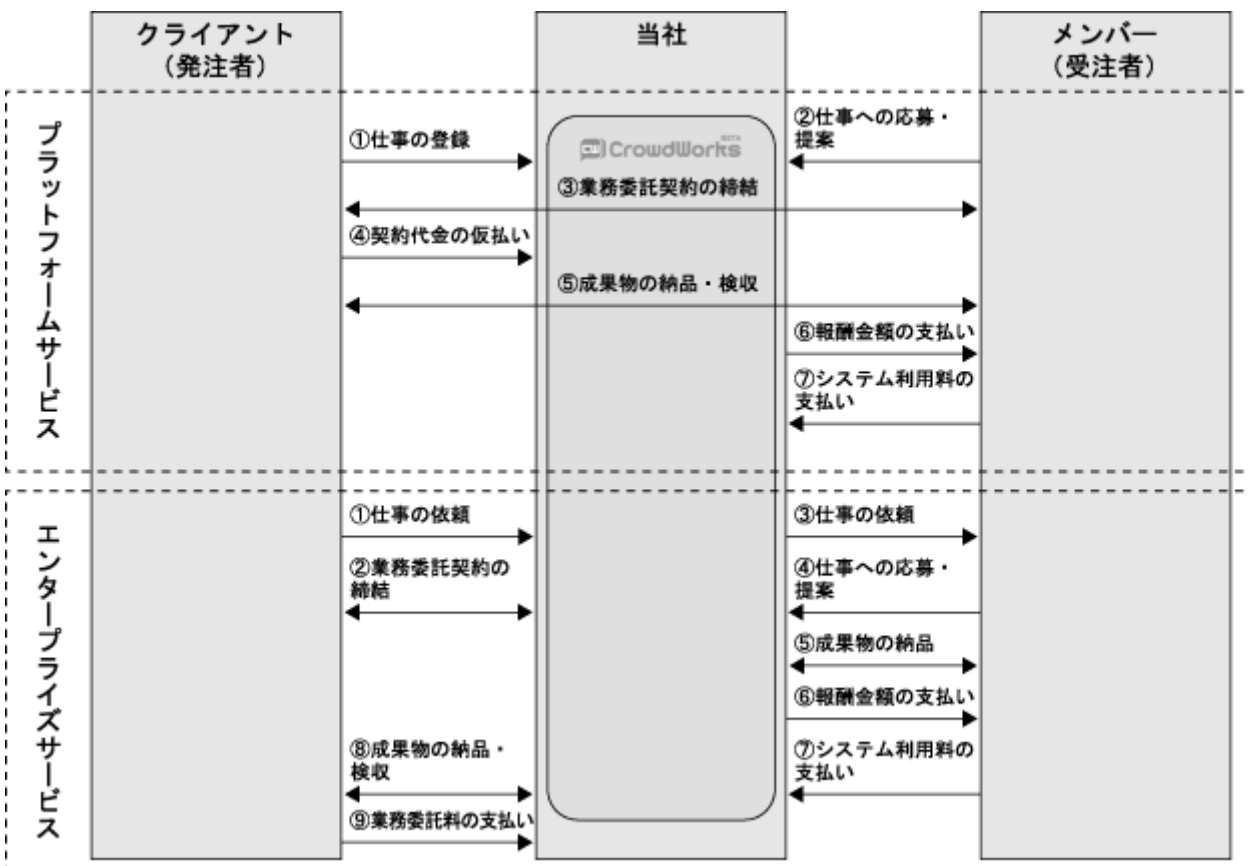 クライアント
（発注者）
当社
メンバー
（受注者）
プラットフォームサービス
①仕事の登録
CrowdWorks
BETA
②仕事への応募・
提案
③業務委託契約の締結
④契約代金の仮払い
⑤成果物の納品・検収
⑥報酬金額の支払い
⑦システム利用料の
支払い
エンタープライズサービス
①仕事の依頼
③仕事の依頼
②業務委託契約の
締結
④仕事への応募・
提案
⑤成果物の納品
⑥報酬金額の支払い
⑧成果物の納品・
検収
⑦システム利用料の
支払い
⑨業務委託料の支払い